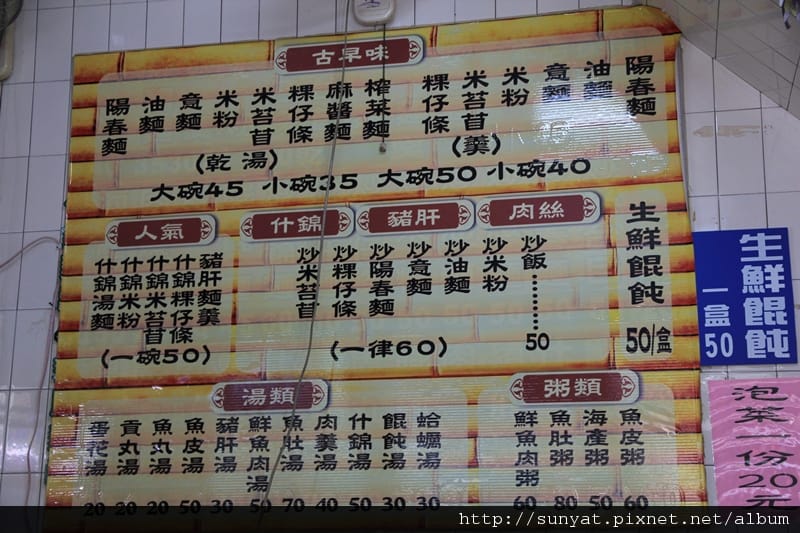 古早味
陽春麵
油麵
意麵
米粉
米苔苜
粿仔條
麻醬麵
榨菜麵
粿仔條
米苔苜
米粉
意麵
油麵
陽春麵
(乾湯)
(羹)
大碗45 小碗35 大碗50 小碗40
人氣
什錦湯麵
什錦米粉
什錦米苔苜
什錦粿仔條
豬肝麵羹
(一碗50)
什錦 豬肝 肉絲
炒米苔苜
炒粿仔條
炒陽春麵
炒意麵
炒油麵
炒米粉
炒飯………50
(一律60)
生鮮餛飩
50/盒
湯類
蛋花湯 20
貢丸湯 20
魚丸湯 20
魚皮湯 50
豬肝湯 30
鮮魚肉湯 50
魚肚湯 70
肉羹湯 40
什錦湯 50
餛飩湯 30
蛤蠣湯 30
粥類
鮮魚肉粥 60
魚肚粥 80
海產粥 50
魚皮粥 60
生鮮餛飩
一盒50
泡菜一份20元
http://sunyat.pixnet.net/album